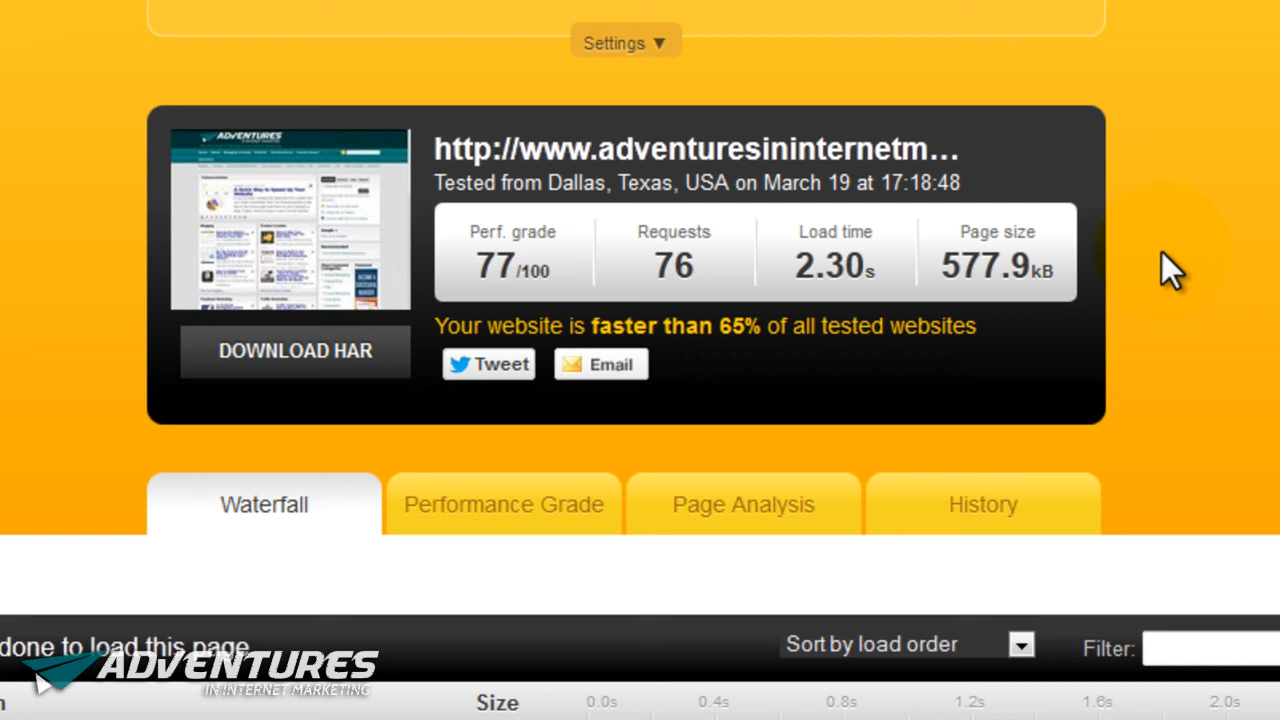 Settings ▼
ADVENTURES
http://www.adventuresininternetm...
Tested from Dallas, Texas, USA on March 19 at 17:18:48
Perf. grade
77/100
Requests
76
Load time
2.30s
Page size
577.9kB
Your website is faster than 65% of all tested websites
DOWNLOAD HAR
Tweet
Email
Waterfall
Performance Grade
Page Analysis
History
done to load this page
Sort by load order
Filter:
ADVENTURES
IN INTERNET MARKETING
Size
0.0s 0.4s 0.8s 1.2s 1.6s 2.0s